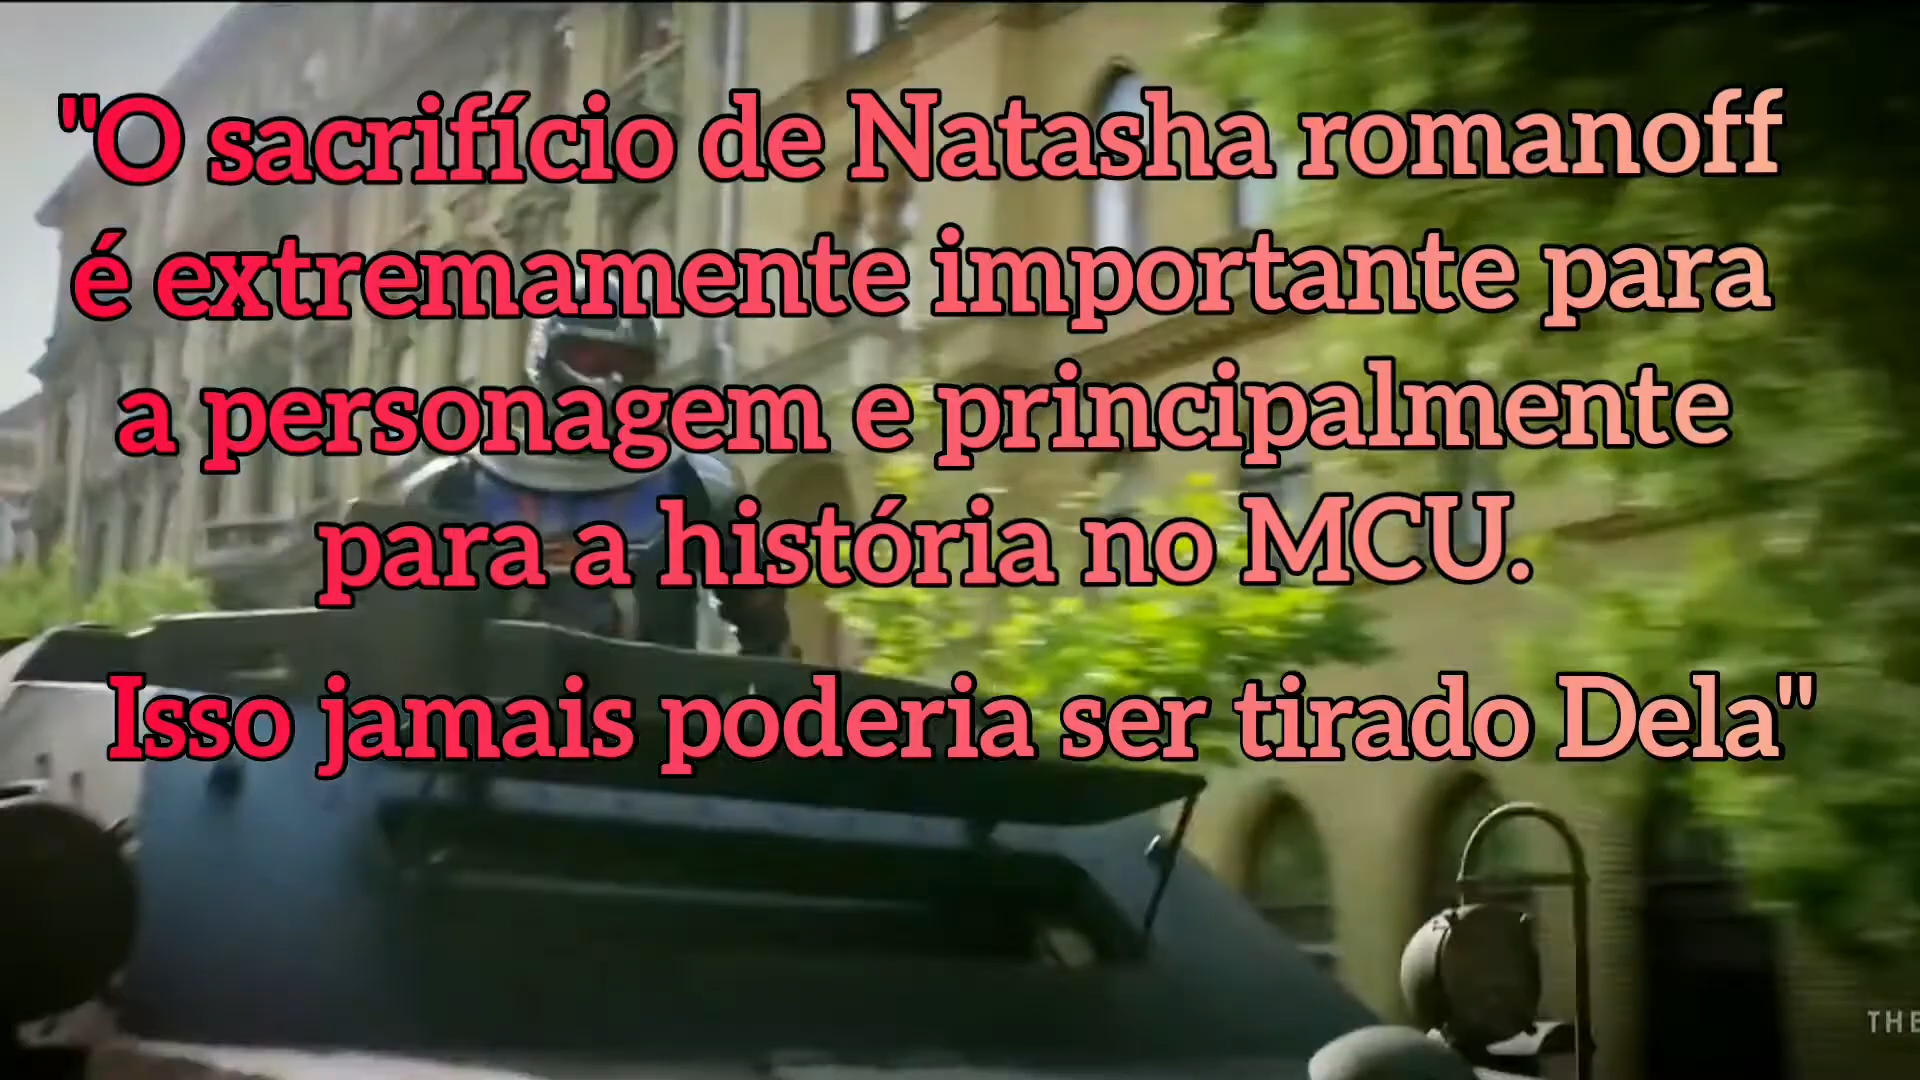 "O sacrifício de Natasha romanoff
é extremamente importante para
a personagem e principalmente
para a história no MCU.
Isso jamais poderia ser tirado Dela"
THE